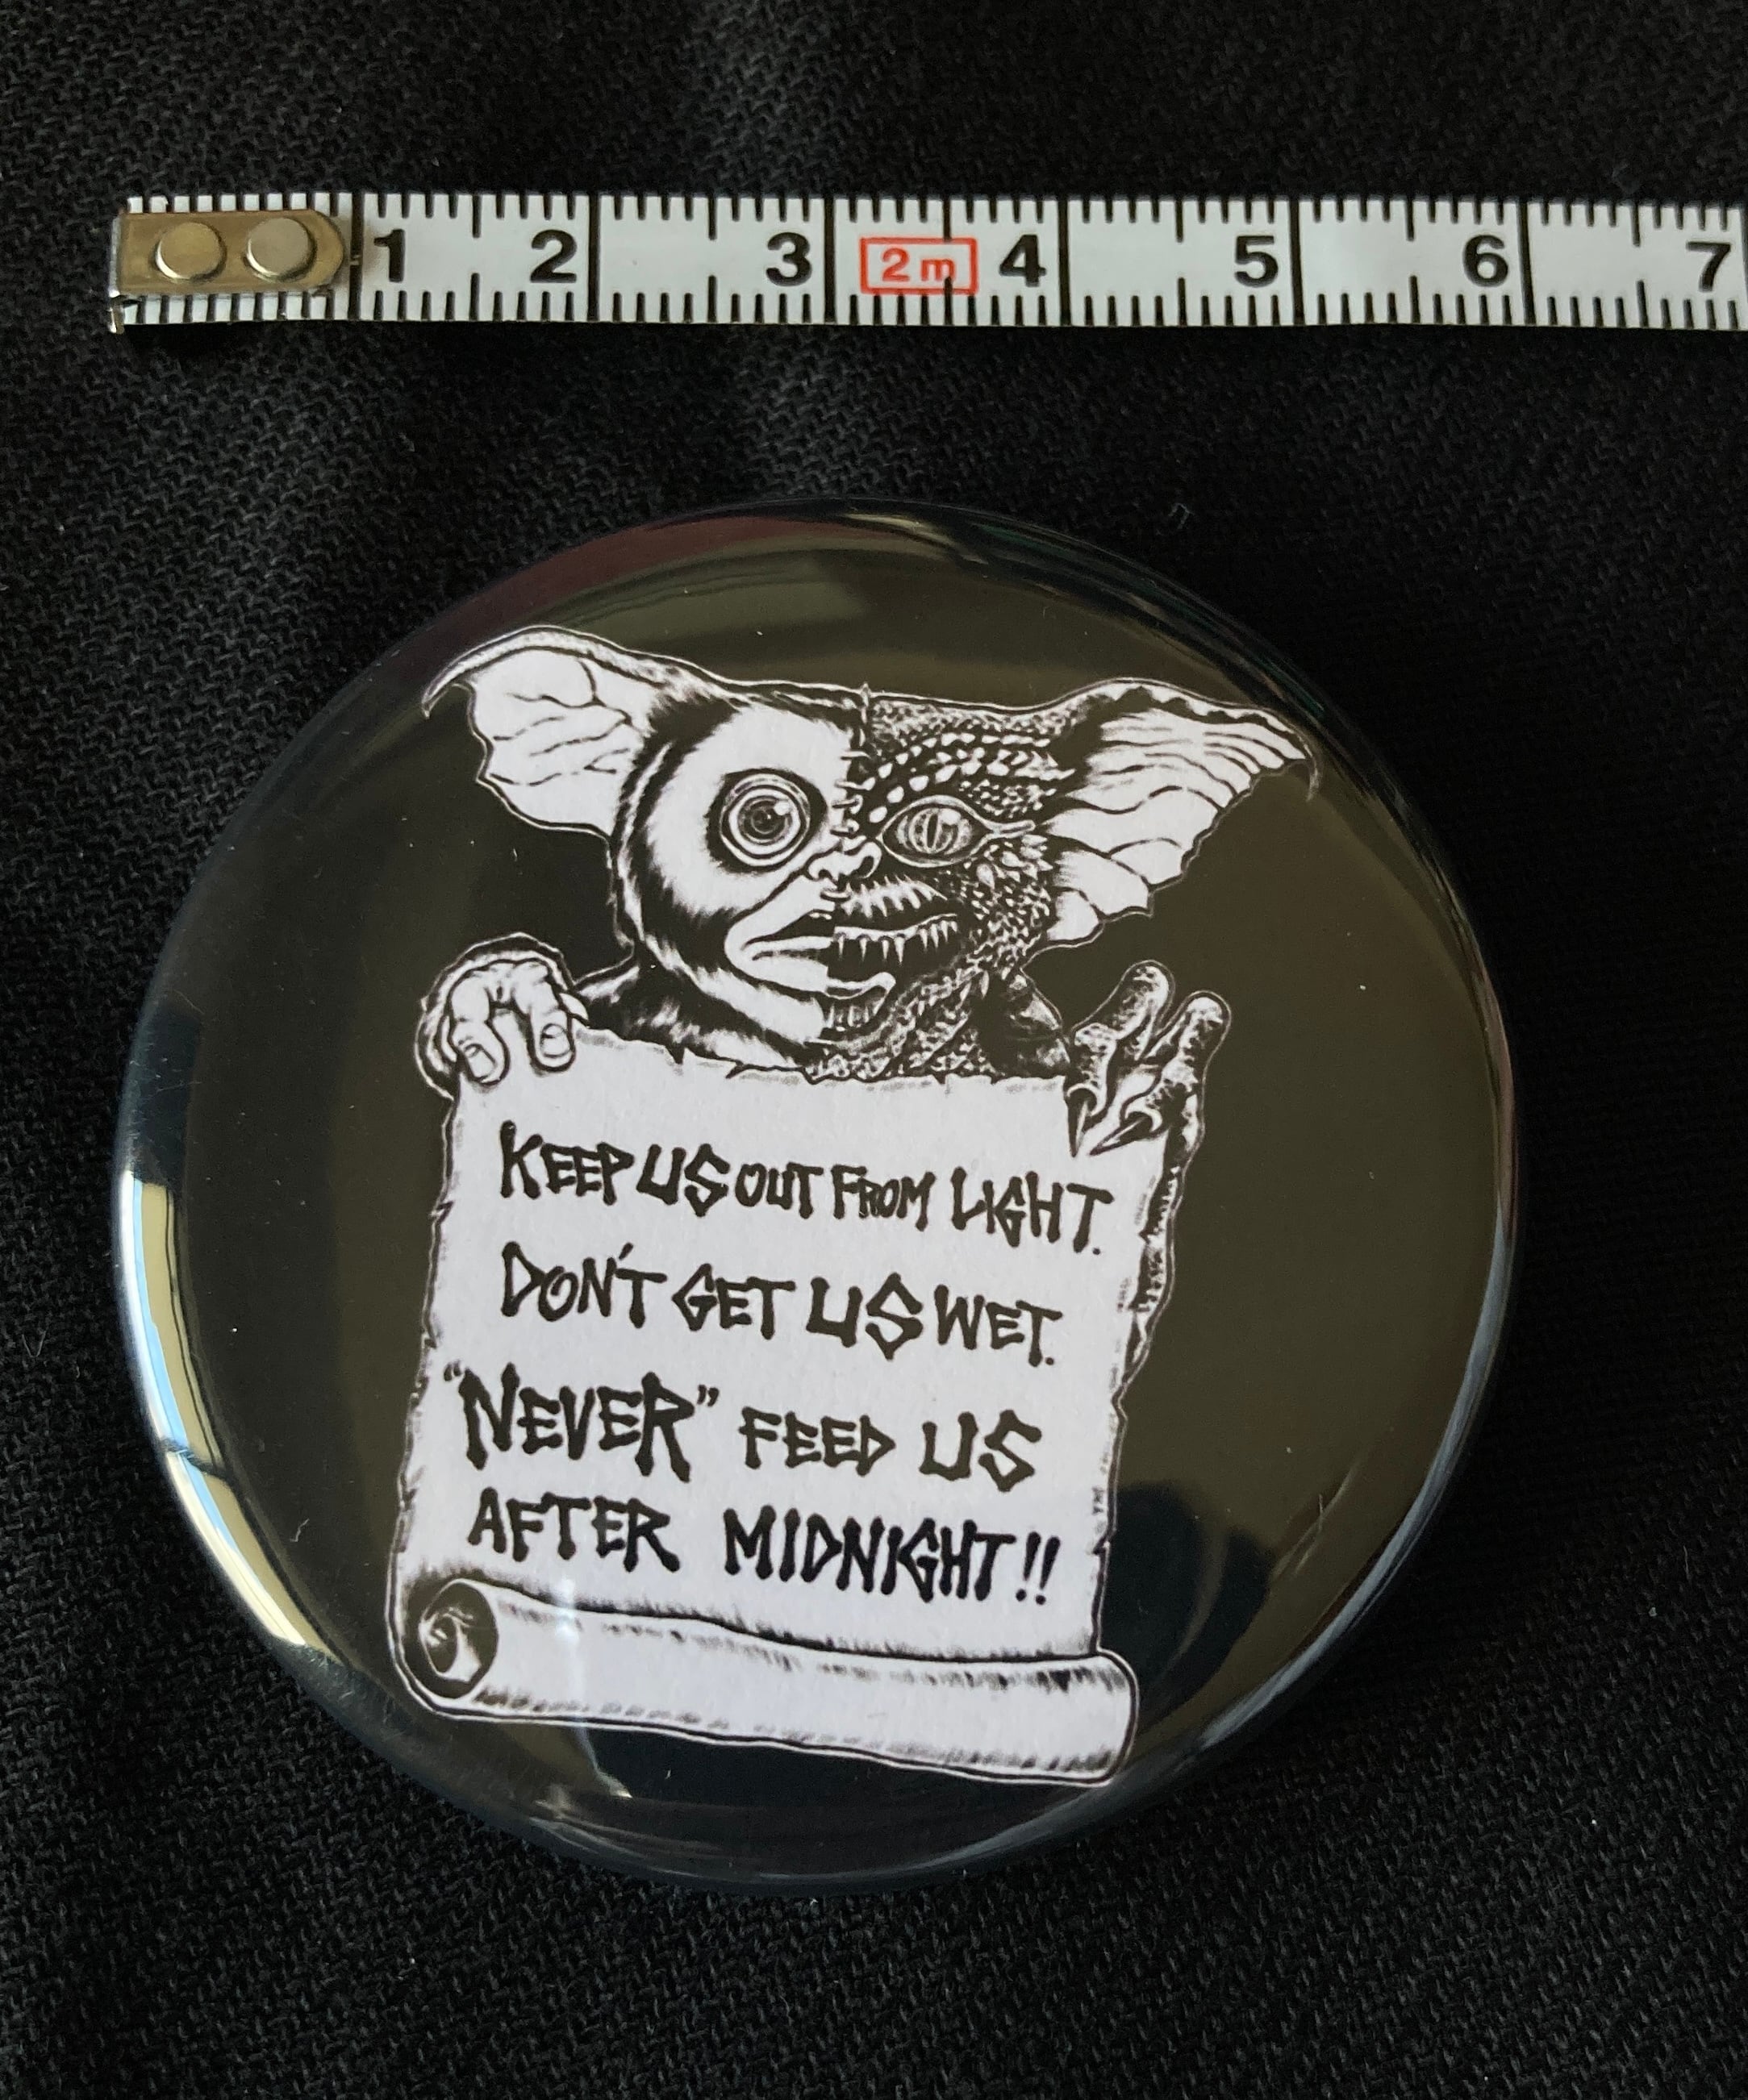 1 2 3 2m 4 5 6 7
KEEP US OUT FROM LIGHT.
DON'T GET US WET.
"NEVER" FEED US
AFTER MIDNIGHT!!